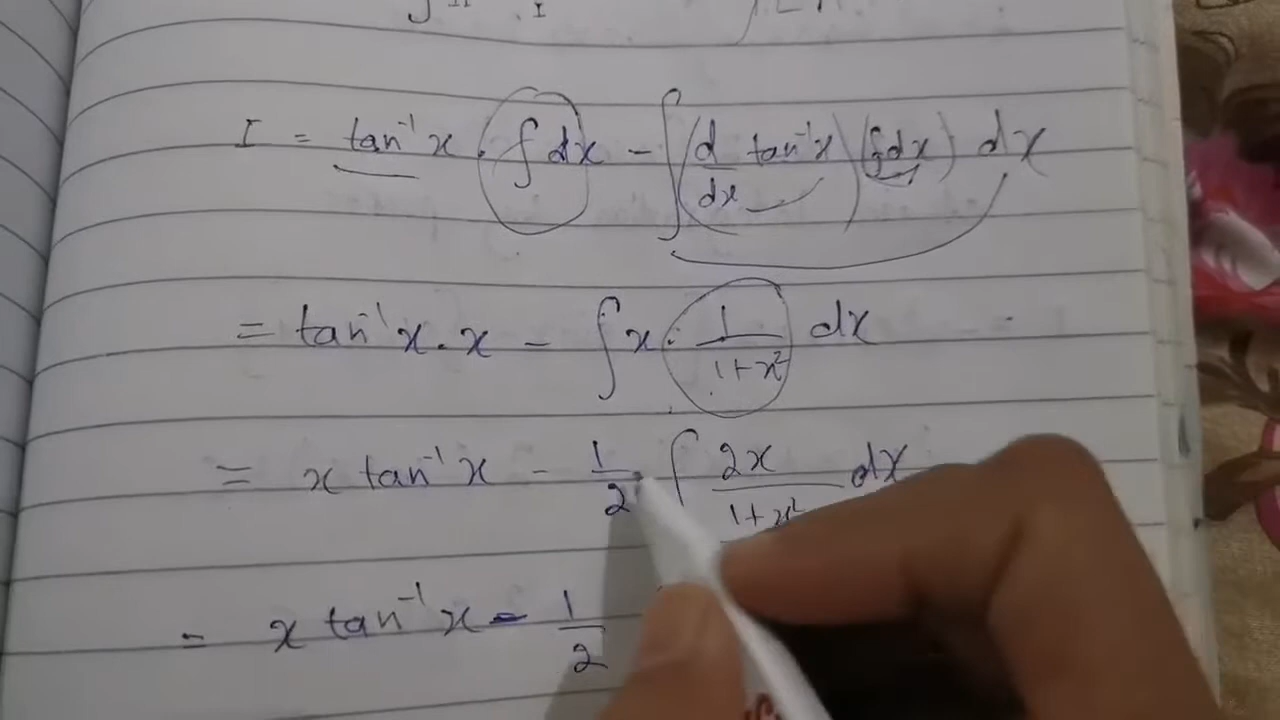 ∫ II . I
I = tan⁻¹x . ∫ dx − ∫ (d/dx tan⁻¹x) (∫dx) dx
= tan⁻¹x . x − ∫ x . 1/(1+x²) dx
= x tan⁻¹x − 1/2 ∫ 2x/(1+x²) dx
= x tan⁻¹x − 1/2